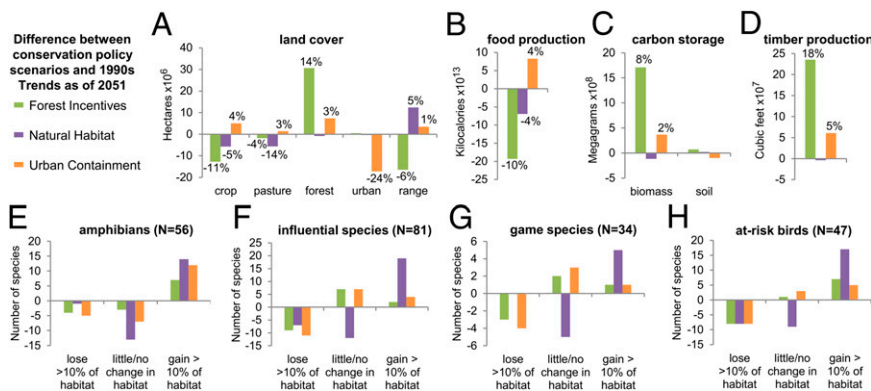 Difference between
conservation policy
scenarios and 1990s
Trends as of 2051
Forest Incentives
Natural Habitat
Urban Containment
A
land cover
Hectares x10⁶
40
30
20
10
0
-10
-20
-11%
-5%
4%
-4%
-14%
3%
14%
7%
-24%
-6%
5%
1%
crop
pasture
forest
urban
range
B
food production
Kilocalories x10¹³
10
5
0
-5
-10
-15
-20
-25
-10%
-4%
4%
C
carbon storage
Megagrams x10⁸
20
15
10
5
0
-5
8%
2%
biomass
soil
D
timber production
Cubic feet x10⁷
25
20
15
10
5
0
-5
18%
5%
E
amphibians (N=56)
Number of species
20
15
10
5
0
-5
-10
-15
lose
>10% of
habitat
little/no
change in
habitat
gain >
10% of
habitat
F
influential species (N=81)
Number of species
25
20
15
10
5
0
-5
-10
-15
lose
>10% of
habitat
little/no
change in
habitat
gain >
10% of
habitat
G
game species (N=34)
Number of species
6
4
2
0
-2
-4
-6
lose
>10% of
habitat
little/no
change in
habitat
gain >
10% of
habitat
H
at-risk birds (N=47)
Number of species
20
15
10
5
0
-5
-10
-15
lose
>10% of
habitat
little/no
change in
habitat
gain >
10% of
habitat